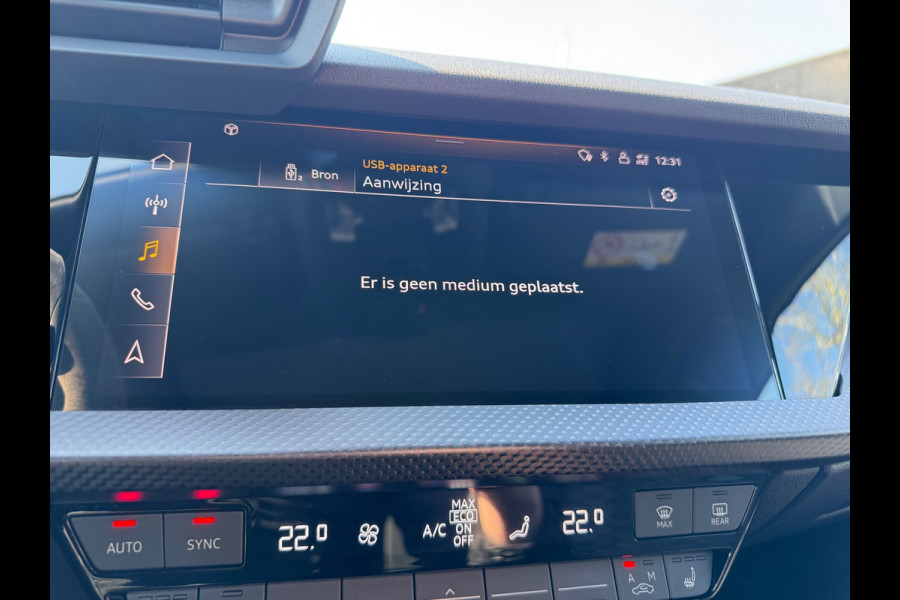 12:31
USB-apparaat 2
Bron
Aanwijzing
Er is geen medium geplaatst.
AUTO
SYNC
22.0
A/C
MAX
ECO
ON
OFF
22.0
MAX
REAR
A M